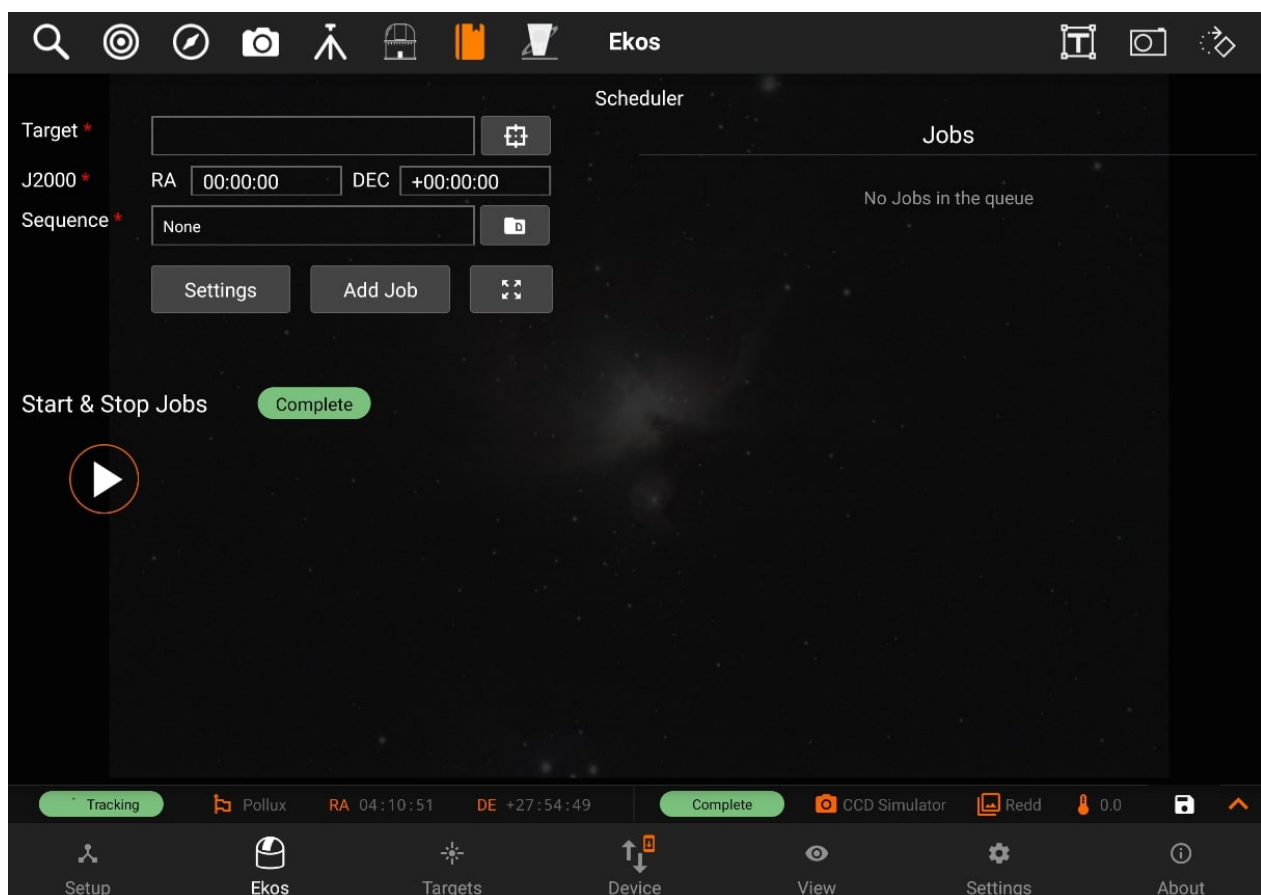 Ekos
Scheduler
Target *
Jobs
J2000 *
RA 00:00:00 DEC +00:00:00
No Jobs in the queue
Sequence *
None
Settings
Add Job
Start & Stop Jobs
Complete
Tracking
Pollux
RA 04:10:51
DE +27:54:49
Complete
CCD Simulator
Redd
0.0
Setup
Ekos
Targets
Device
View
Settings
About